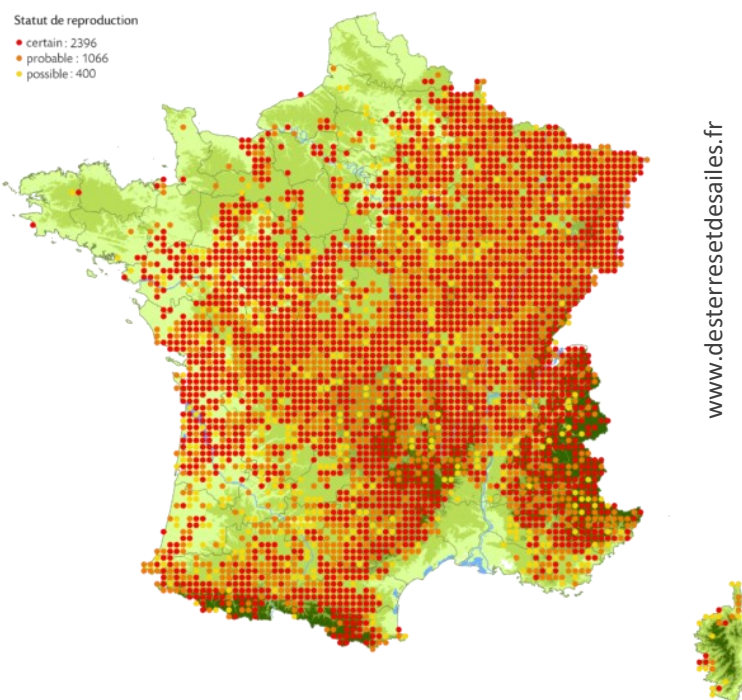 Statut de reproduction
certain : 2396
probable : 1066
possible : 400
www.desterresetdesailes.fr